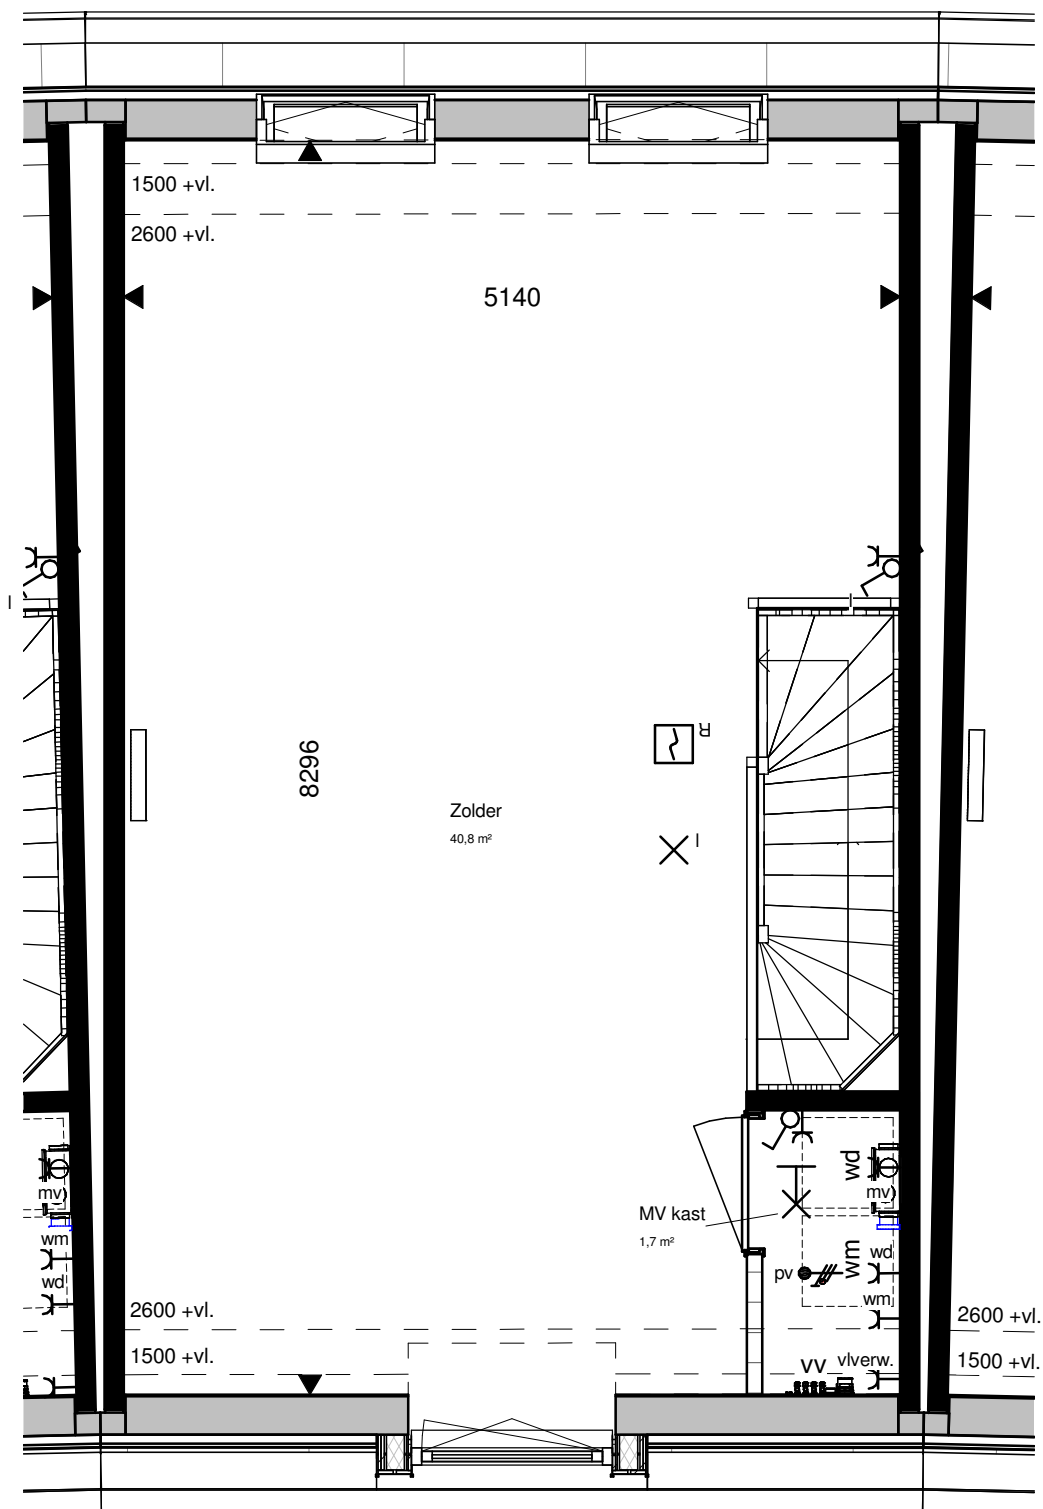 1500 +vl.
2600 +vl.
5140
I
I
R
8296
Zolder
40,8 m²
I
wd
mv
mv
MV kast
1,7 m²
wm
wd
wm
wd
pv
wm
2600 +vl.
2600 +vl.
1500 +vl.
vv
vlverw.
1500 +vl.